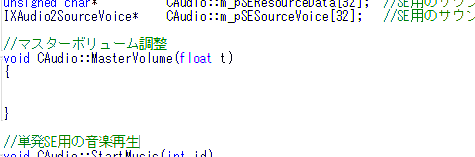 unsigned char* CAudio::m_pSEResourceData[32]; //SE用のサウン
IXAudio2SourceVoice* CAudio::m_pSESourceVoice[32]; //SE用のサウン
//マスターボリューム調整
void CAudio::MasterVolume(float t)
{
}
//単発SE用の音楽再生
void CAudio::StartMusic(int id)